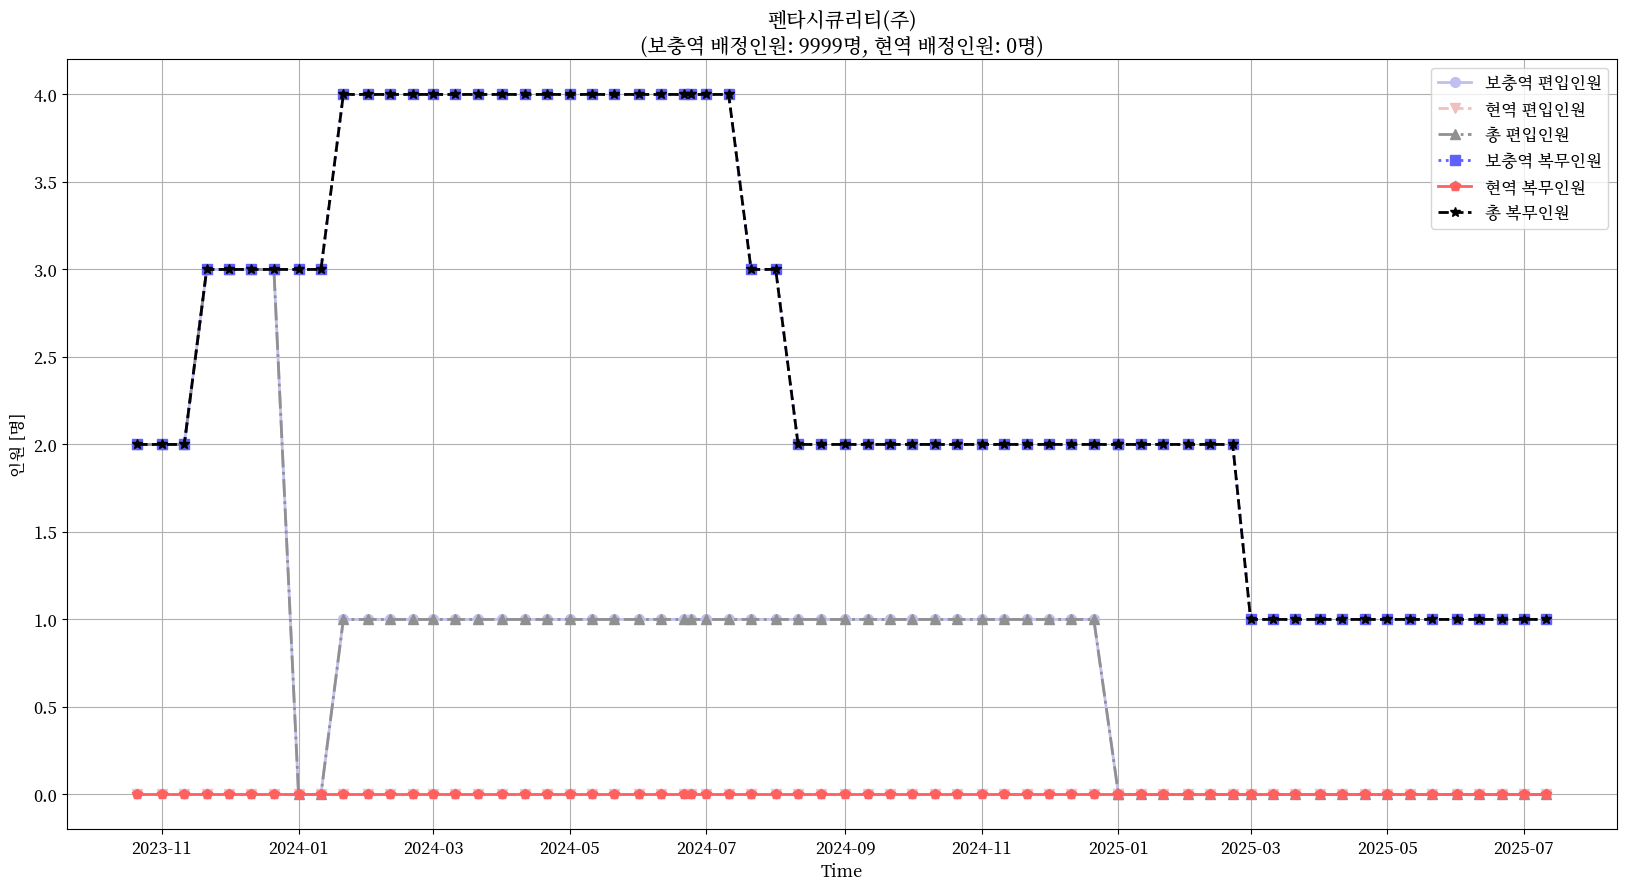 펜타시큐리티(주)
(보충역 배정인원: 9999명, 현역 배정인원: 0명)
보충역 편입인원
현역 편입인원
총 편입인원
보충역 복무인원
현역 복무인원
총 복무인원
4.0
3.5
3.0
2.5
2.0
1.5
1.0
0.5
0.0
인원 [명]
2023-11 2024-01 2024-03 2024-05 2024-07 2024-09 2024-11 2025-01 2025-03 2025-05 2025-07
Time